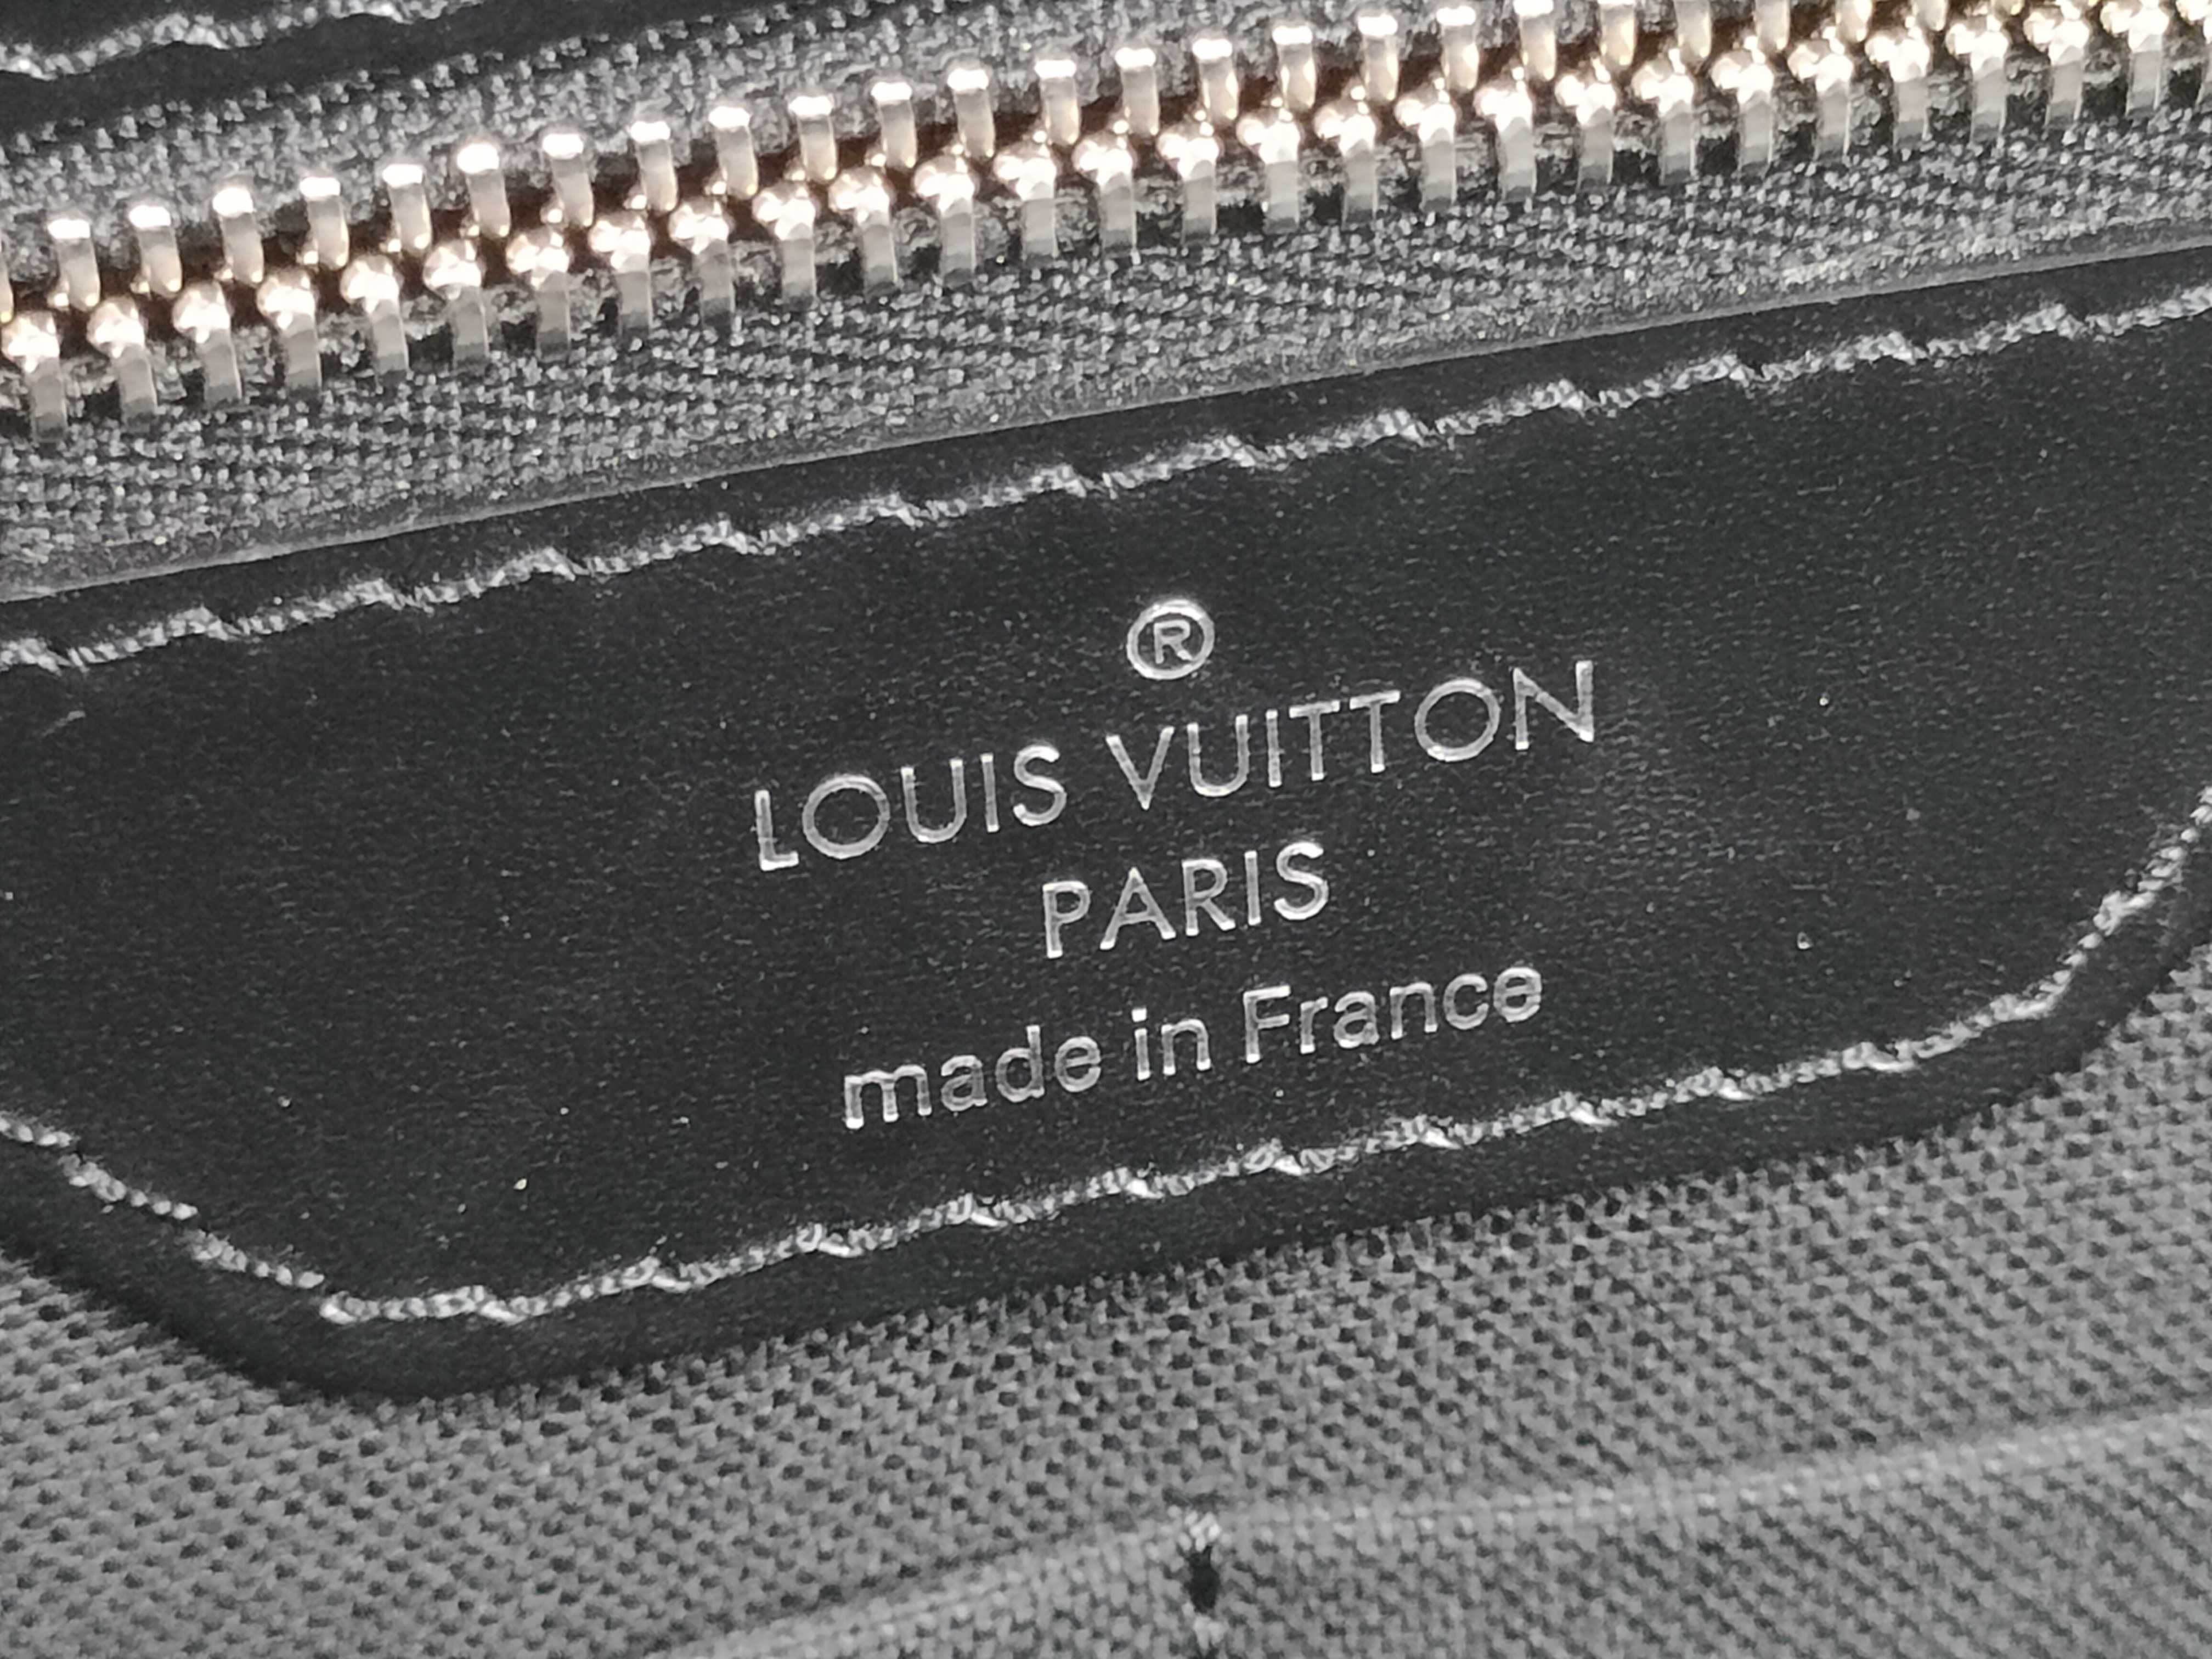 ®
LOUIS VUITTON
PARIS
made in France